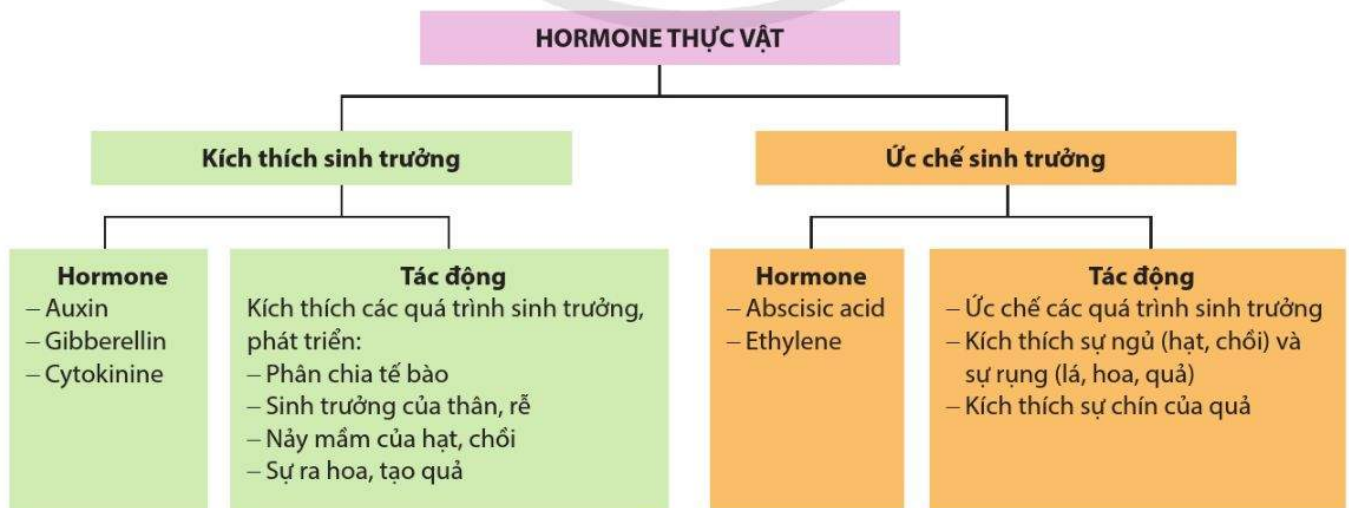 HORMONE THỰC VẬT
Kích thích sinh trưởng
Ức chế sinh trưởng
Hormone
– Auxin
– Gibberellin
– Cytokinine
Tác động
Kích thích các quá trình sinh trưởng,
phát triển:
– Phân chia tế bào
– Sinh trưởng của thân, rễ
– Nảy mầm của hạt, chồi
– Sự ra hoa, tạo quả
Hormone
– Abscisic acid
– Ethylene
Tác động
– Ức chế các quá trình sinh trưởng
– Kích thích sự ngủ (hạt, chồi) và
sự rụng (lá, hoa, quả)
– Kích thích sự chín của quả